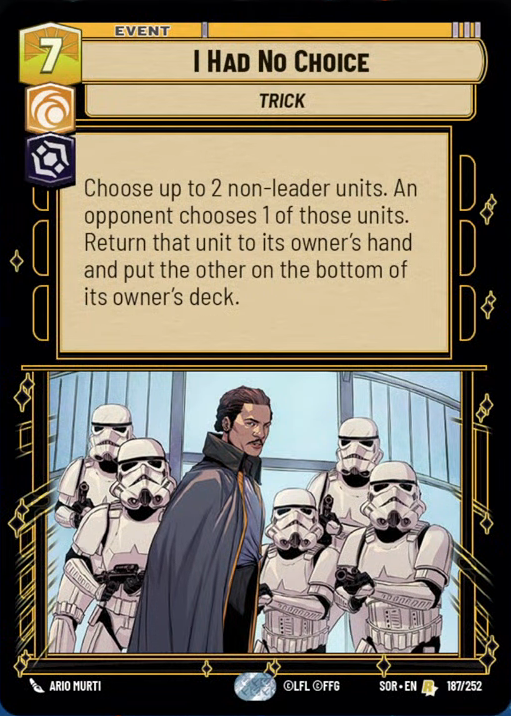 EVENT
7
I HAD NO CHOICE
TRICK
Choose up to 2 non-leader units. An
opponent chooses 1 of those units.
Return that unit to its owner's hand
and put the other on the bottom of
its owner's deck.
ARIO MURTI
©LFL ©FFG
SOR • EN R 187/252